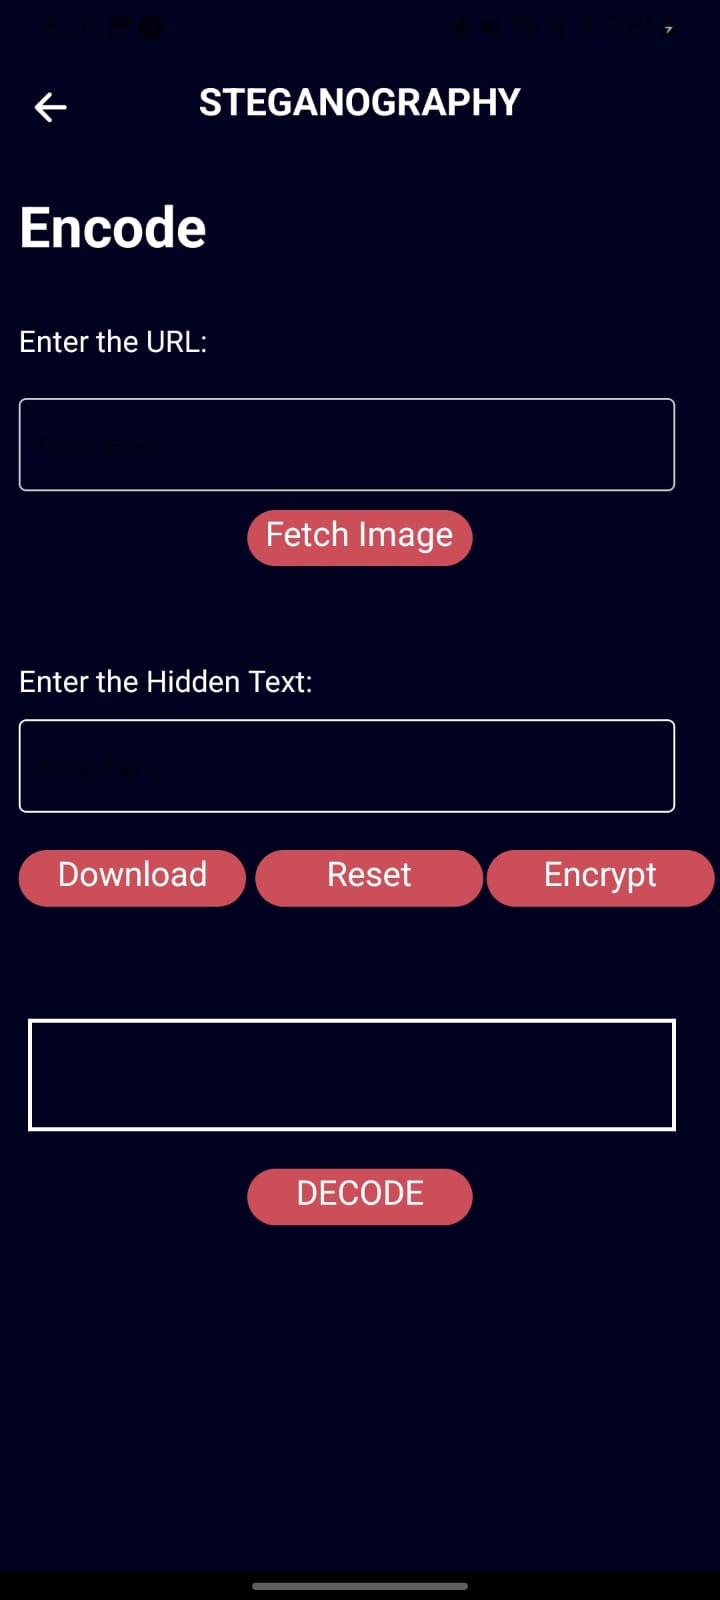 STEGANOGRAPHY
Encode
Enter the URL:
Enter Here
Fetch Image
Enter the Hidden Text:
Enter here
Download Reset Encrypt
DECODE